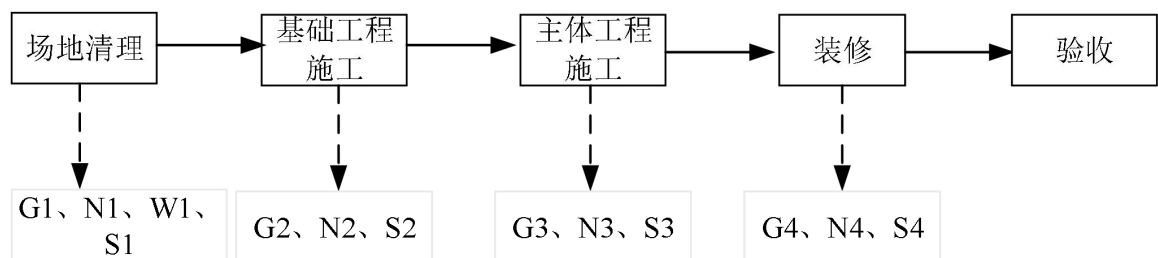 场地清理
基础工程
施工
主体工程
施工
装修
验收
G1、N1、W1、
S1
G2、N2、S2
G3、N3、S3
G4、N4、S4